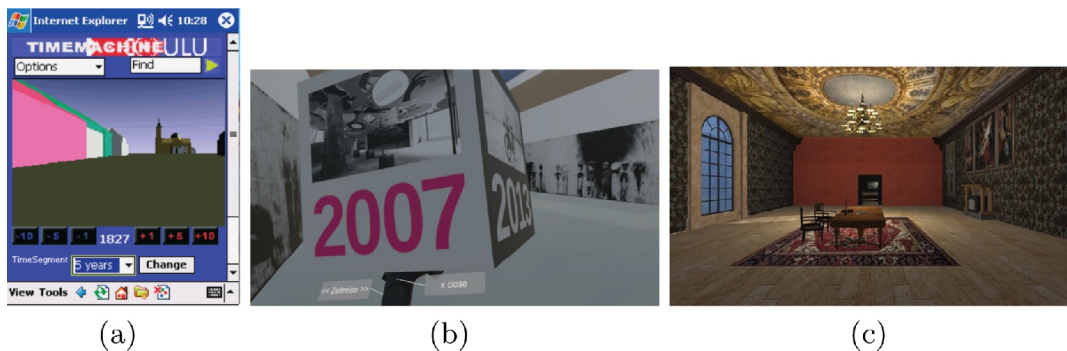 Internet Explorer 10:28
TIMEMACHINE OULU
Options Find
-10 -5 -1 1827 +1 +5 +10
TimeSegment 5 years Change
View Tools
2007
2013
<< Zeitreise >>
x close
(a) (b) (c)